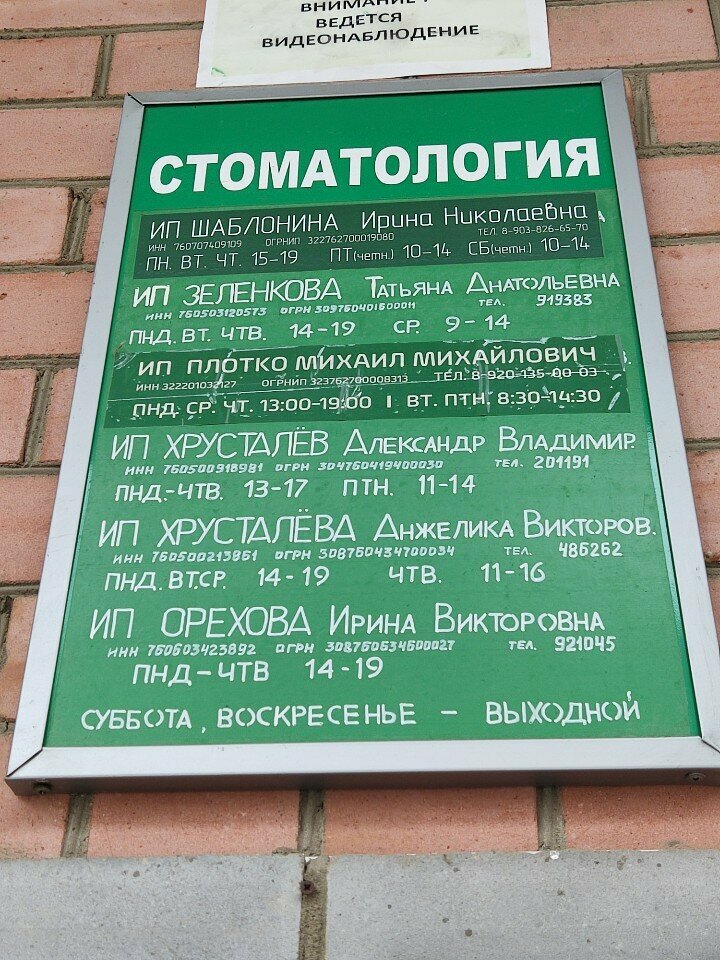 ВНИМАНИЕ !
ВЕДЕТСЯ
ВИДЕОНАБЛЮДЕНИЕ
СТОМАТОЛОГИЯ
ИП ШАБЛОНИНА Ирина Николаевна
ИНН 760707409109 ОГРНИП 322762700019080 ТЕЛ. 8-903-826-65-70
ПН. ВТ. ЧТ. 15-19 ПТ(четн.) 10-14 СБ(четн.) 10-14
ИП ЗЕЛЕНКОВА Татьяна Анатольевна
ИНН 760503120573 ОГРН 309760401600011 ТЕЛ. 919383
ПНД. ВТ. ЧТВ. 14-19 СР. 9-14
ИП ПЛОТКО МИХАИЛ МИХАЙЛОВИЧ
ИНН 322201032127 ОГРНИП 323762700008313 ТЕЛ. 8-920-135-00-03
ПНД. СР. ЧТ. 13:00-19:00 | ВТ. ПТН. 8:30-14:30
ИП ХРУСТАЛЁВ Александр Владимир.
ИНН 760500918981 ОГРН 304760419400030 ТЕЛ. 201191
ПНД.-ЧТВ. 13-17 ПТН. 11-14
ИП ХРУСТАЛЁВА Анжелика Викторов.
ИНН 760500213861 ОГРН 308760434700034 ТЕЛ. 486262
ПНД. ВТ.СР. 14-19 ЧТВ. 11-16
ИП ОРЕХОВА Ирина Викторовна
ИНН 760603423892 ОГРН 308760634600027 ТЕЛ. 921045
ПНД-ЧТВ 14-19
СУББОТА, ВОСКРЕСЕНЬЕ - ВЫХОДНОЙ